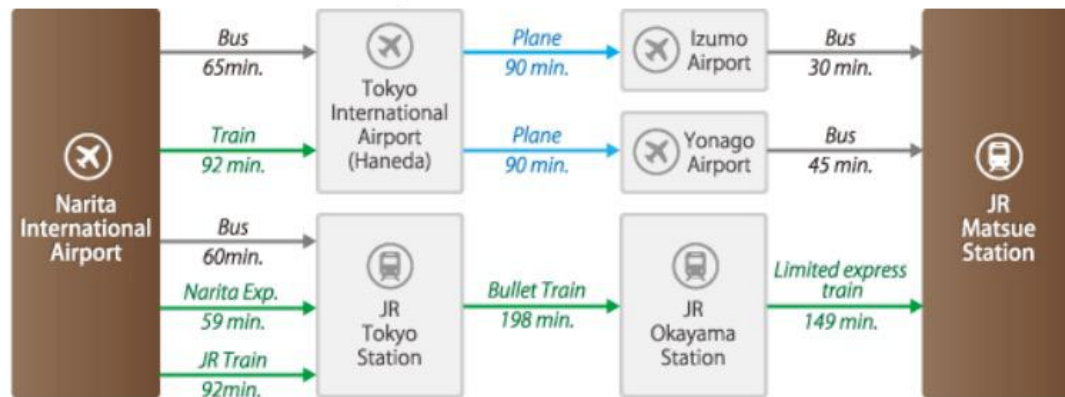 Narita
International
Airport
Bus
65min.
Train
92 min.
Bus
60min.
Narita Exp.
59 min.
JR Train
92min.
Tokyo
International
Airport
(Haneda)
JR
Tokyo
Station
Plane
90 min.
Plane
90 min.
Bullet Train
198 min.
Izumo
Airport
Yonago
Airport
JR
Okayama
Station
Bus
30 min.
Bus
45 min.
Limited express
train
149 min.
JR
Matsue
Station